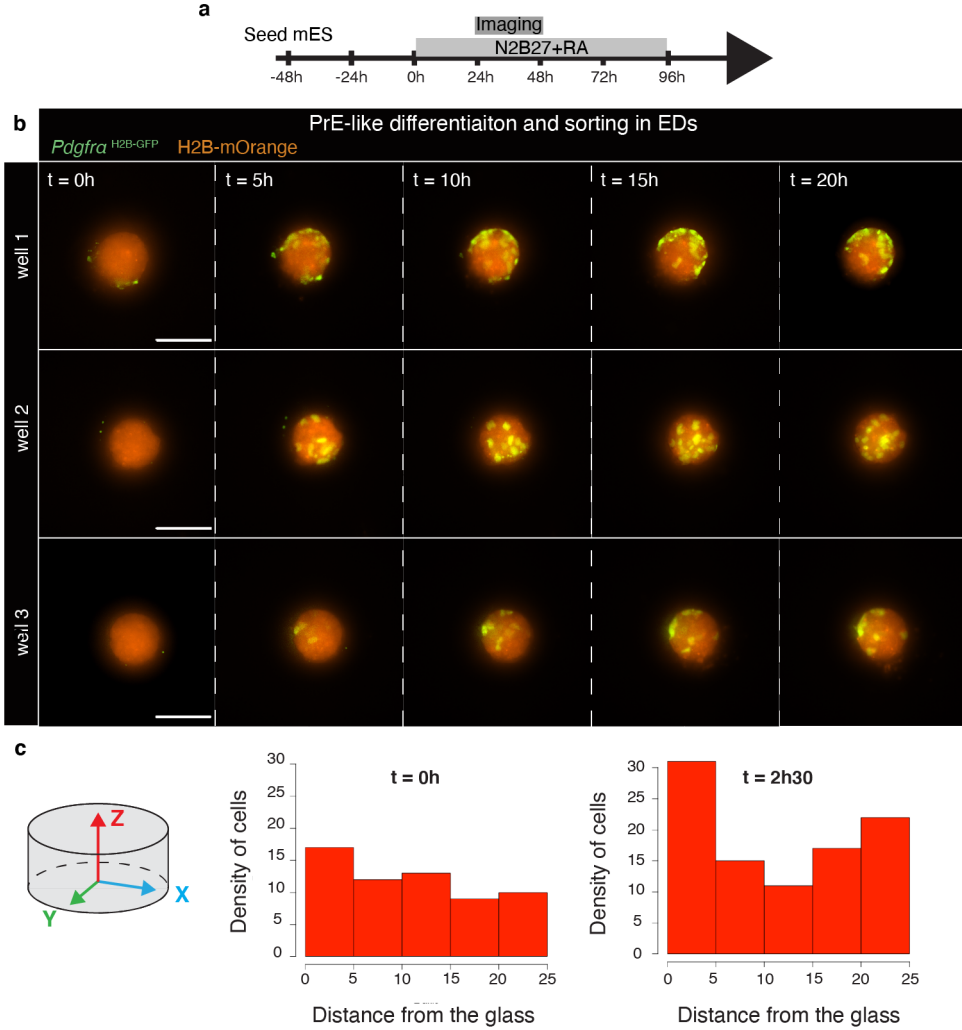 a
Imaging
Seed mES
N2B27+RA
-48h -24h 0h 24h 48h 72h 96h
b
PrE-like differentiaiton and sorting in EDs
Pdgfrα H2B-GFP H2B-mOrange
t = 0h t = 5h t = 10h t = 15h t = 20h
well 1
well 2
well 3
c
Z
X
Y
t = 0h
Density of cells
0 5 10 15 20 25 30
0 5 10 15 20 25
Distance from the glass
t = 2h30
Density of cells
0 5 10 15 20 25 30
0 5 10 15 20 25
Distance from the glass